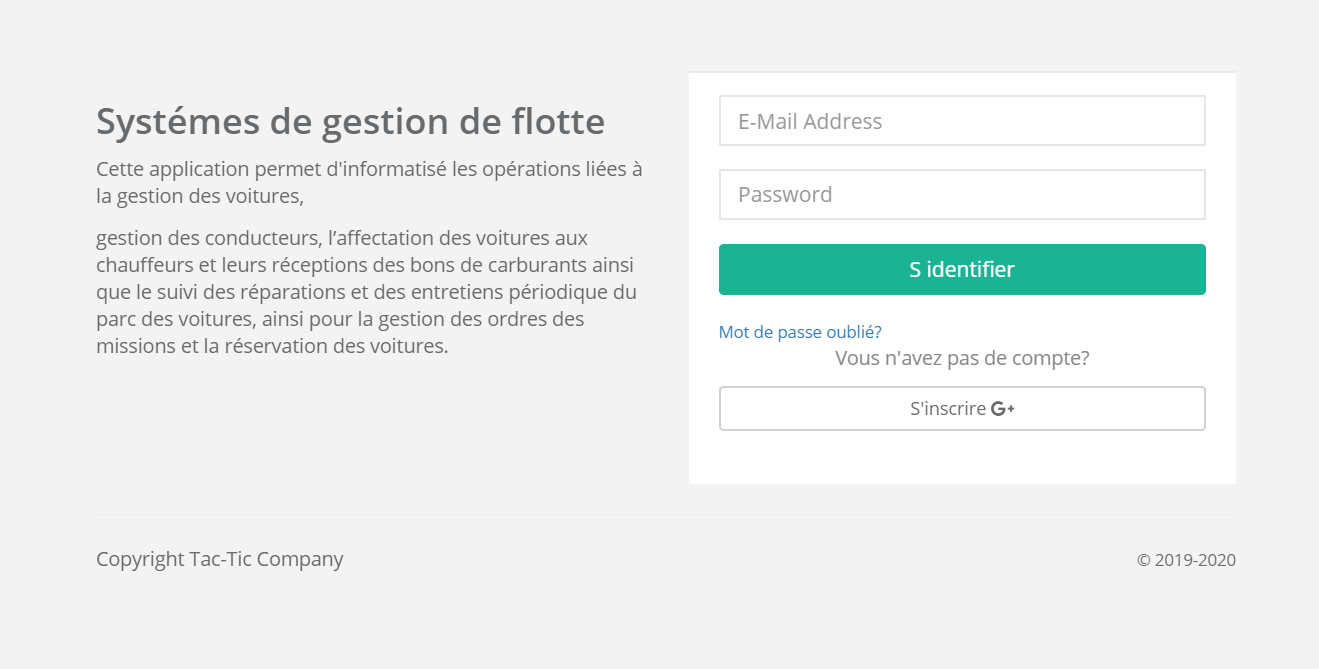 Systémes de gestion de flotte
Cette application permet d'informatisé les opérations liées à
la gestion des voitures,
gestion des conducteurs, l’affectation des voitures aux
chauffeurs et leurs réceptions des bons de carburants ainsi
que le suivi des réparations et des entretiens périodique du
parc des voitures, ainsi pour la gestion des ordres des
missions et la réservation des voitures.
E-Mail Address
Password
S identifier
Mot de passe oublié?
Vous n'avez pas de compte?
S'inscrire G+
Copyright Tac-Tic Company
© 2019-2020